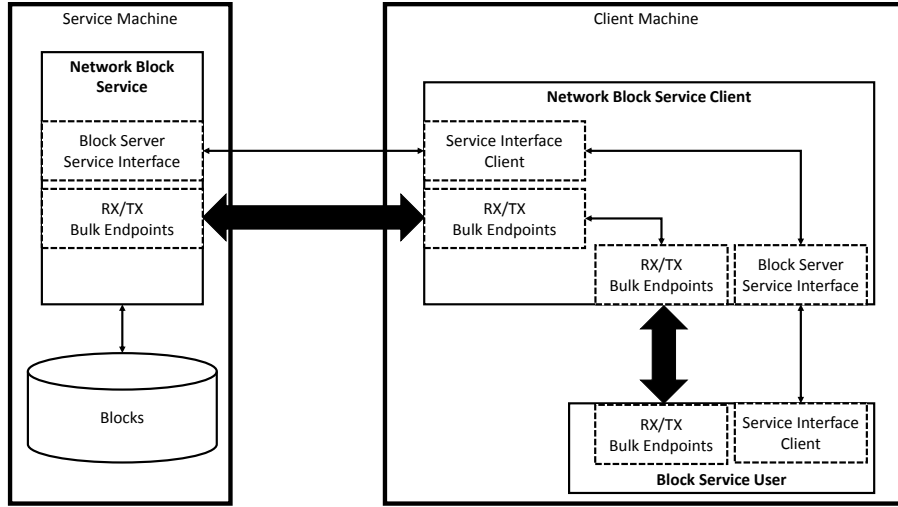 Service Machine
Network Block
Service
Block Server
Service Interface
RX/TX
Bulk Endpoints
Blocks
Client Machine
Network Block Service Client
Service Interface
Client
RX/TX
Bulk Endpoints
RX/TX
Bulk Endpoints
Block Server
Service Interface
RX/TX
Bulk Endpoints
Service Interface
Client
Block Service User